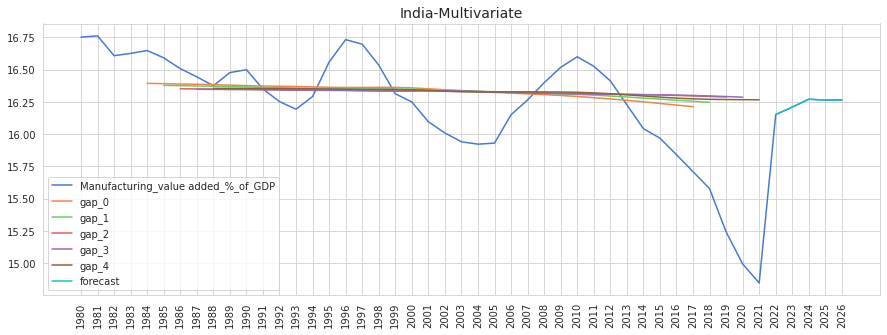 India-Multivariate
16.75
16.50
16.25
16.00
15.75
15.50
15.25
15.00
Manufacturing_value added_%_of_GDP
gap_0
gap_1
gap_2
gap_3
gap_4
forecast
1980 1981 1982 1983 1984 1985 1986 1987 1988 1989 1990 1991 1992 1993 1994 1995 1996 1997 1998 1999 2000 2001 2002 2003 2004 2005 2006 2007 2008 2009 2010 2011 2012 2013 2014 2015 2016 2017 2018 2019 2020 2021 2022 2023 2024 2025 2026